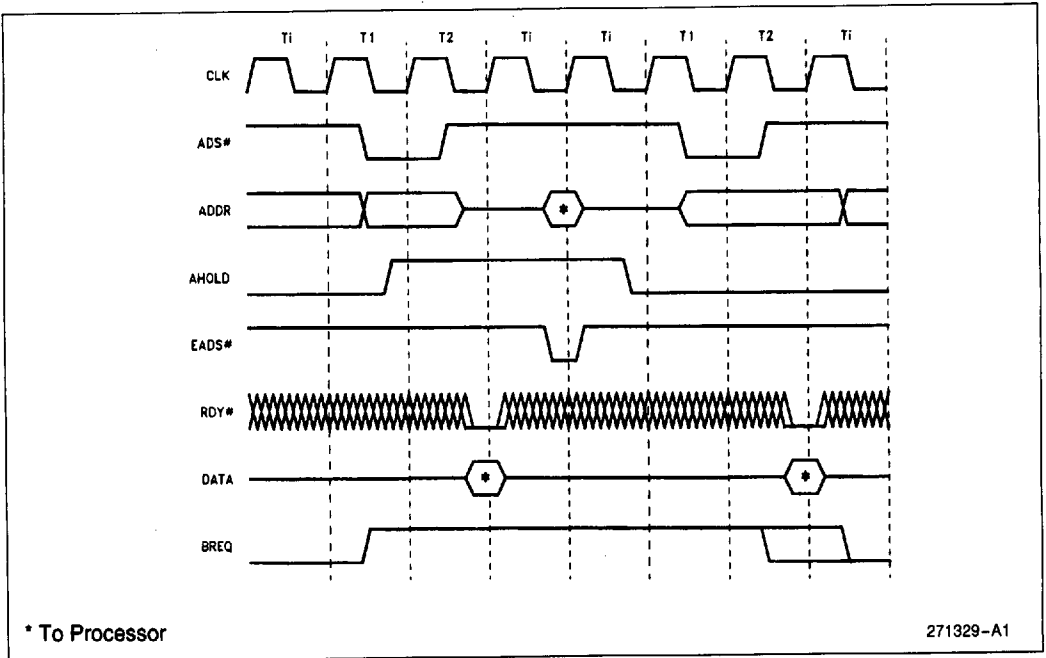 Ti T1 T2 Ti Ti T1 T2 Ti
CLK
ADS#
ADDR
*
AHOLD
EADS#
RDY#
DATA
* *
BREQ
* To Processor
271329-A1